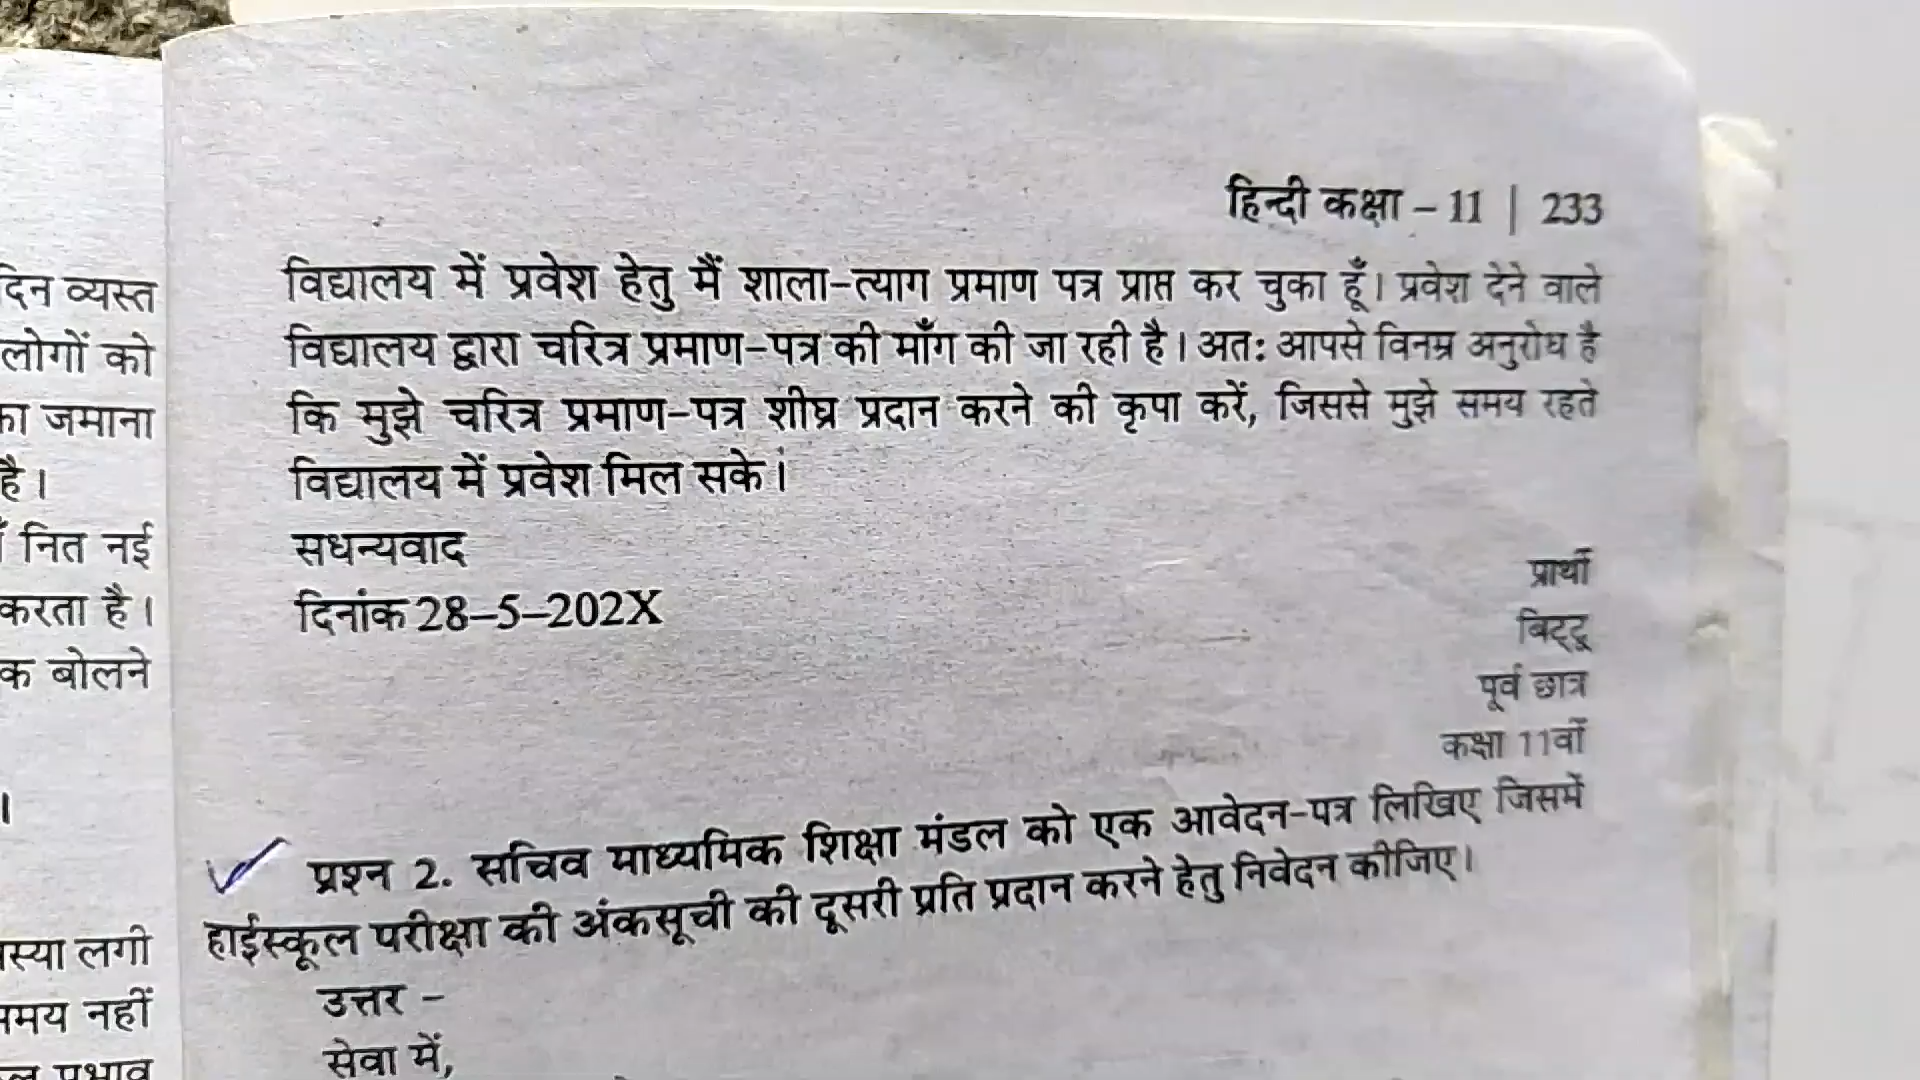 हिन्दी कक्षा – 11 | 233
दिन व्यस्त
लोगों को
का जमाना
है।
नित नई
करता है।
क बोलने
।
लगी
समय नहीं
प्रभाव
विद्यालय में प्रवेश हेतु मैं शाला-त्याग प्रमाण पत्र प्राप्त कर चुका हूँ। प्रवेश देने वाले
विद्यालय द्वारा चरित्र प्रमाण-पत्र की माँग की जा रही है। अतः आपसे विनम्र अनुरोध है
कि मुझे चरित्र प्रमाण-पत्र शीघ्र प्रदान करने की कृपा करें, जिससे मुझे समय रहते
विद्यालय में प्रवेश मिल सके।
सधन्यवाद
दिनांक 28–5–202X
प्रार्थी
बिट्टू
पूर्व छात्र
कक्षा 11वीं
प्रश्न 2. सचिव माध्यमिक शिक्षा मंडल को एक आवेदन-पत्र लिखिए जिसमें
हाईस्कूल परीक्षा की अंकसूची की दूसरी प्रति प्रदान करने हेतु निवेदन कीजिए।
उत्तर –
सेवा में,